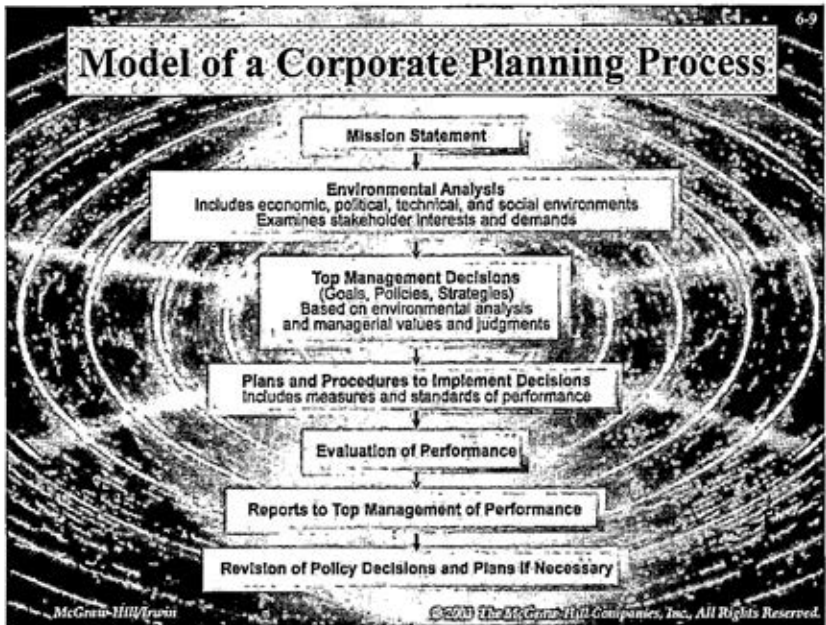 6-9
Model of a Corporate Planning Process
Mission Statement
Environmental Analysis
Includes economic, political, technical, and social environments
Examines stakeholder interests and demands
Top Management Decisions
(Goals, Policies, Strategies)
Based on environmental analysis
and managerial values and judgments
Plans and Procedures to Implement Decisions
Includes measures and standards of performance
Evaluation of Performance
Reports to Top Management of Performance
Revision of Policy Decisions and Plans if Necessary
McGraw-Hill/Irwin
© 2003 The McGraw-Hill Companies, Inc., All Rights Reserved.